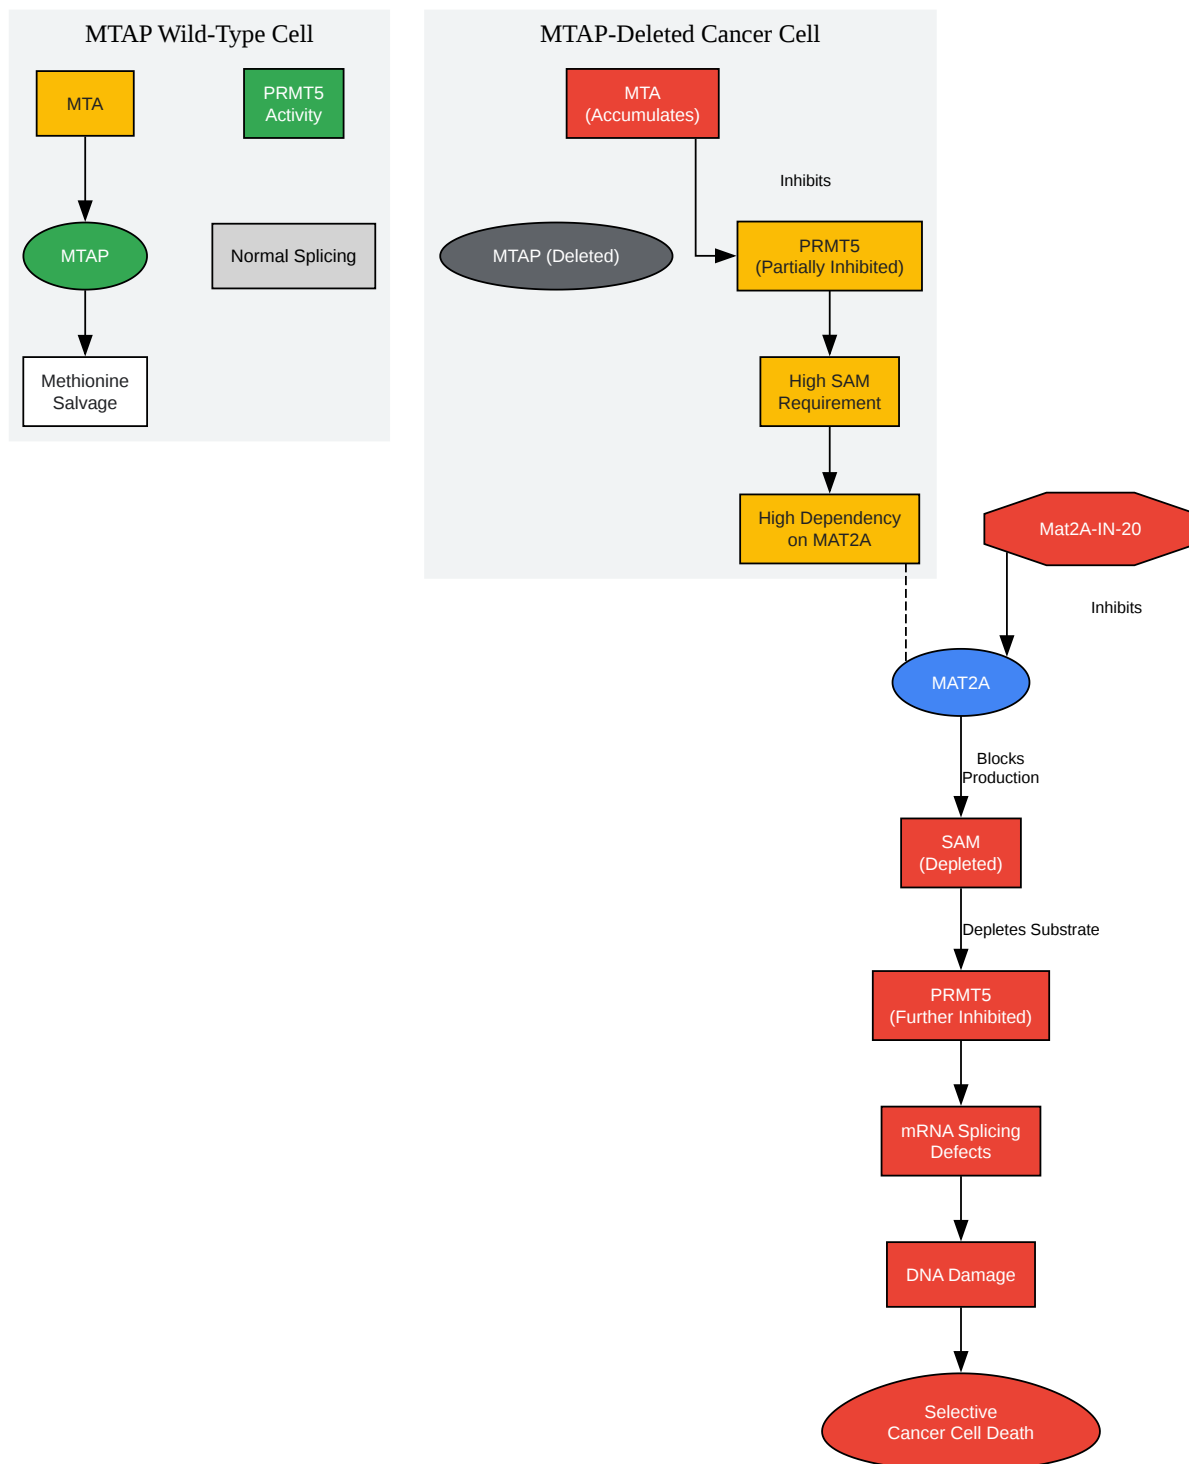 MTAP Wild-Type Cell
MTA
PRMT5
Activity
MTAP
Normal Splicing
Methionine
Salvage
MTAP-Deleted Cancer Cell
MTA
(Accumulates)
Inhibits
MTAP (Deleted)
PRMT5
(Partially Inhibited)
High SAM
Requirement
High Dependency
on MAT2A
Mat2A-IN-20
Inhibits
MAT2A
Blocks
Production
SAM
(Depleted)
Depletes Substrate
PRMT5
(Further Inhibited)
mRNA Splicing
Defects
DNA Damage
Selective
Cancer Cell Death